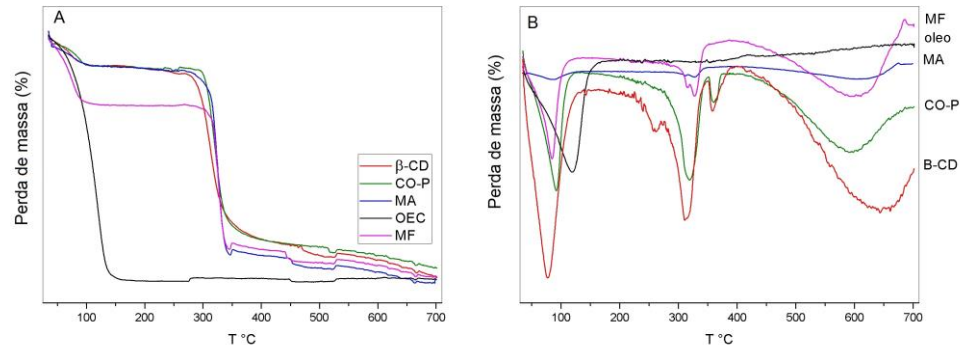 A
Perda de massa (%)
β-CD
CO-P
MA
OEC
MF
100 200 300 400 500 600 700
T °C
B
Perda de massa (%)
MF
oleo
MA
CO-P
B-CD
100 200 300 400 500 600 700
T °C